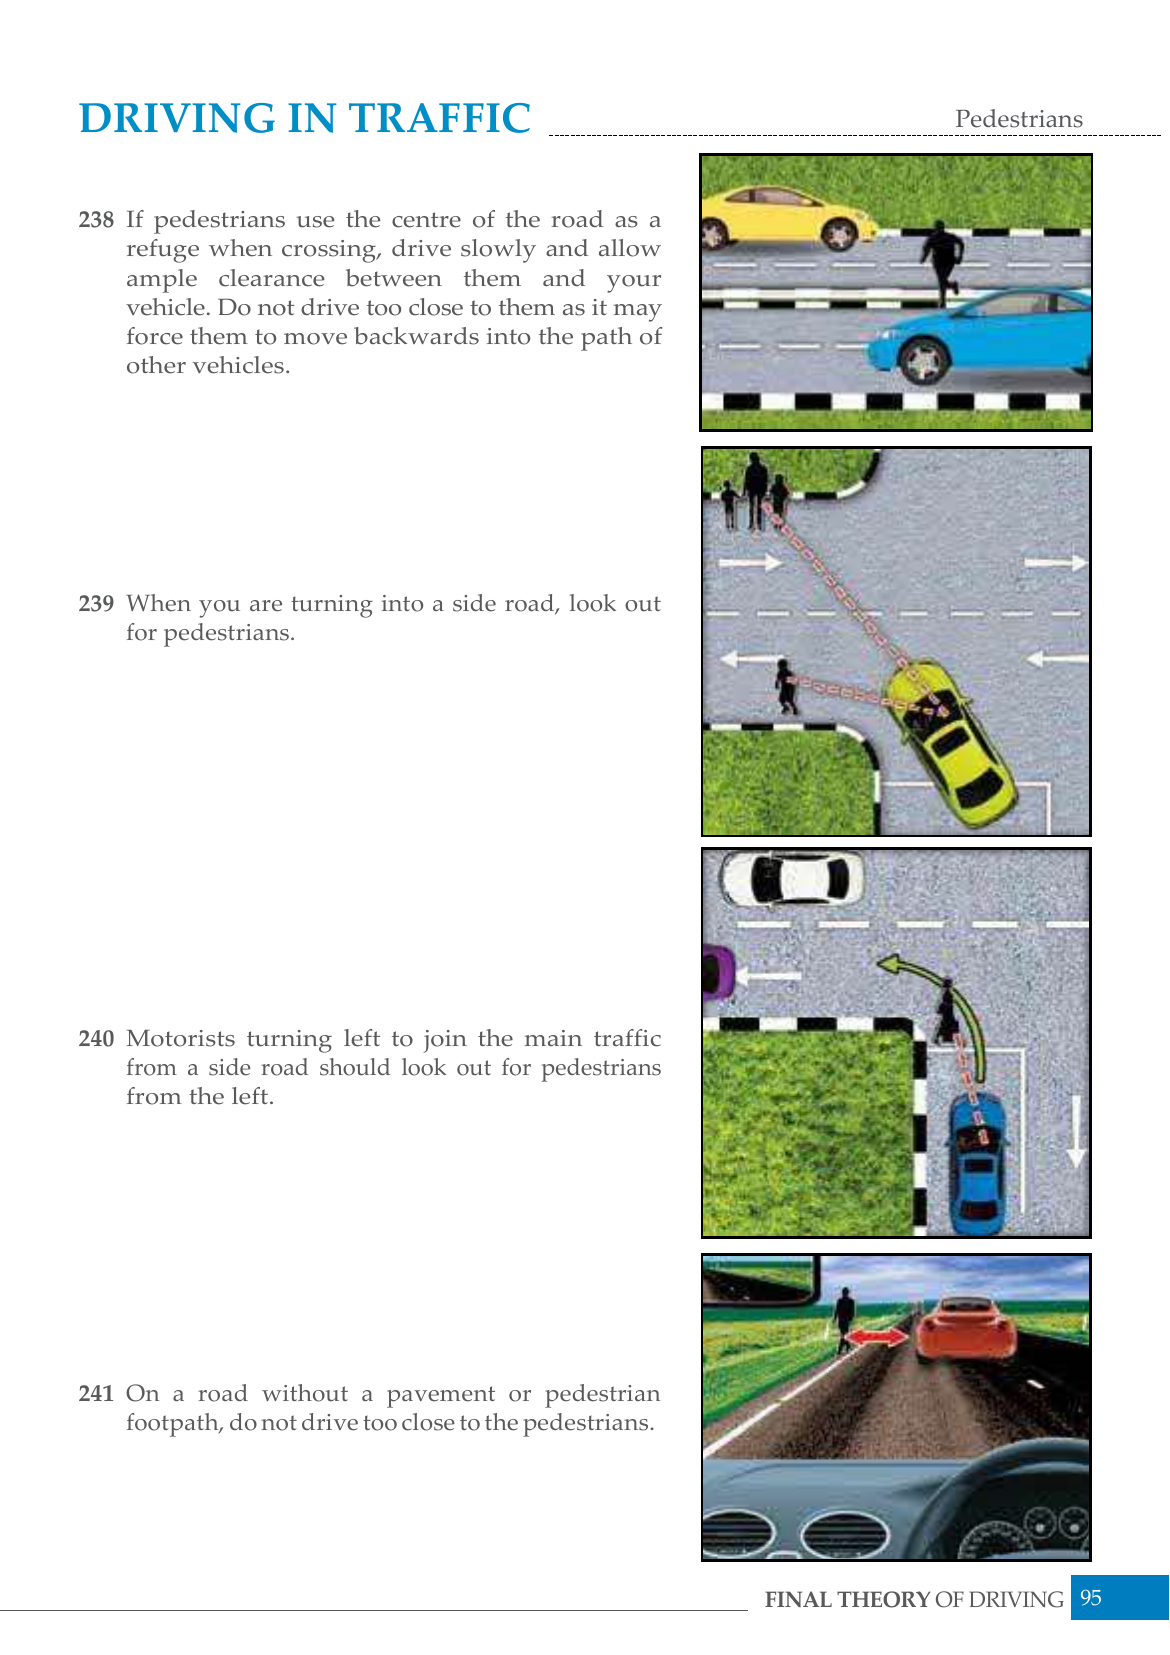 DRIVING IN TRAFFIC
Pedestrians
238 If pedestrians use the centre of the road as a
refuge when crossing, drive slowly and allow
ample clearance between them and your
vehicle. Do not drive too close to them as it may
force them to move backwards into the path of
other vehicles.
239 When you are turning into a side road, look out
for pedestrians.
240 Motorists turning left to join the main traffic
from a side road should look out for pedestrians
from the left.
241 On a road without a pavement or pedestrian
footpath, do not drive too close to the pedestrians.
FINAL THEORY OF DRIVING 95